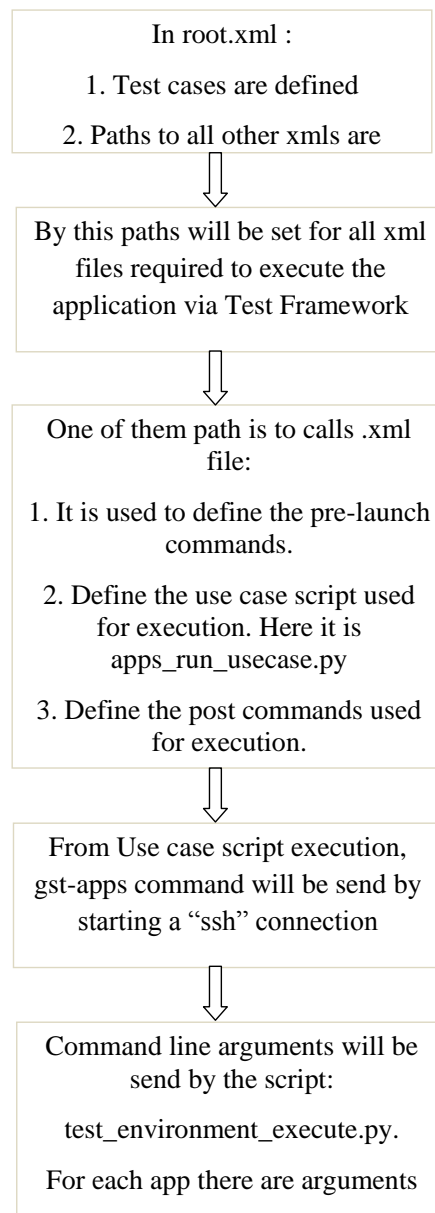 In root.xml :
1. Test cases are defined
2. Paths to all other xmls are
By this paths will be set for all xml
files required to execute the
application via Test Framework
One of them path is to calls .xml
file:
1. It is used to define the pre-launch
commands.
2. Define the use case script used
for execution. Here it is
apps_run_usecase.py
3. Define the post commands used
for execution.
From Use case script execution,
gst-apps command will be send by
starting a “ssh” connection
Command line arguments will be
send by the script:
test_environment_execute.py.
For each app there are arguments